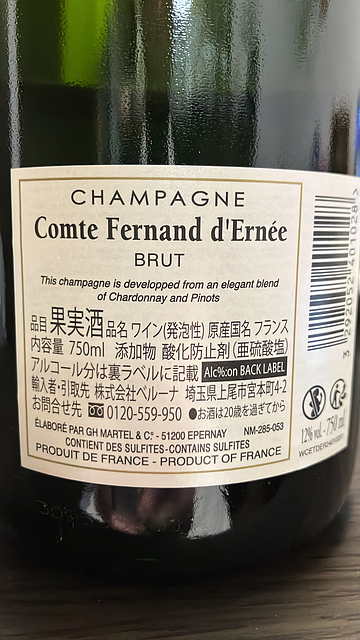 CHAMPAGNE
Comte Fernand d'Ernée
BRUT
This champagne is developped from an elegant blend
of Chardonnay and Pinots
品目 果実酒 品名 ワイン(発泡性) 原産国名 フランス
内容量 750ml 添加物 酸化防止剤(亜硫酸塩)
アルコール分は裏ラベルに記載 Alc%:on BACK LABEL
輸入者・引取先 株式会社ベルーナ 埼玉県上尾市宮本町4-2
お問合せ先 0120-559-950 ●お酒は20歳を過ぎてから
ÉLABORÉ PAR GH MARTEL & Cº - 51200 EPERNAY NM-285-053
CONTIENT DES SULFITES-CONTAINS SULFITES
PRODUIT DE FRANCE - PRODUCT OF FRANCE
12% vol. - 750 ml